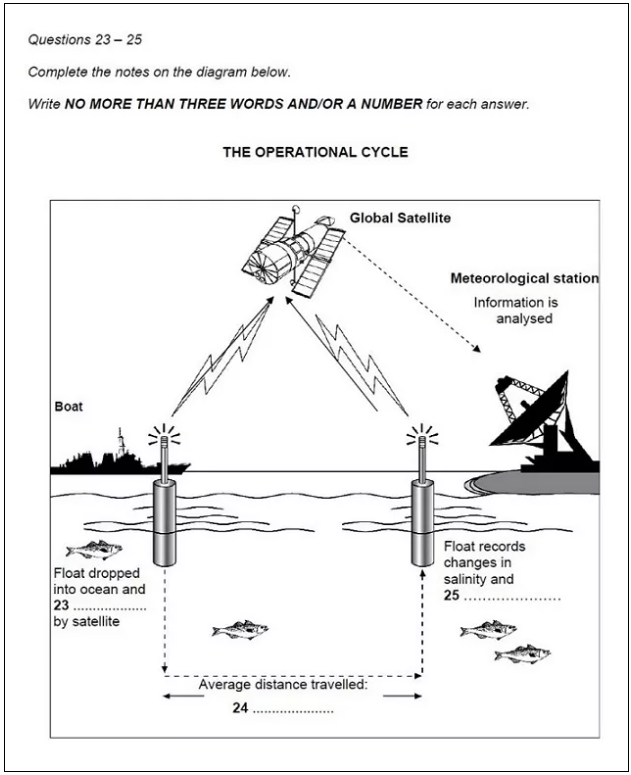 Questions 23 – 25
Complete the notes on the diagram below.
Write NO MORE THAN THREE WORDS AND/OR A NUMBER for each answer.
THE OPERATIONAL CYCLE
Global Satellite
Meteorological station
Information is
analysed
Boat
Float dropped
into ocean and
23 ...................
by satellite
Float records
changes in
salinity and
25 ......................
Average distance travelled:
24 .....................